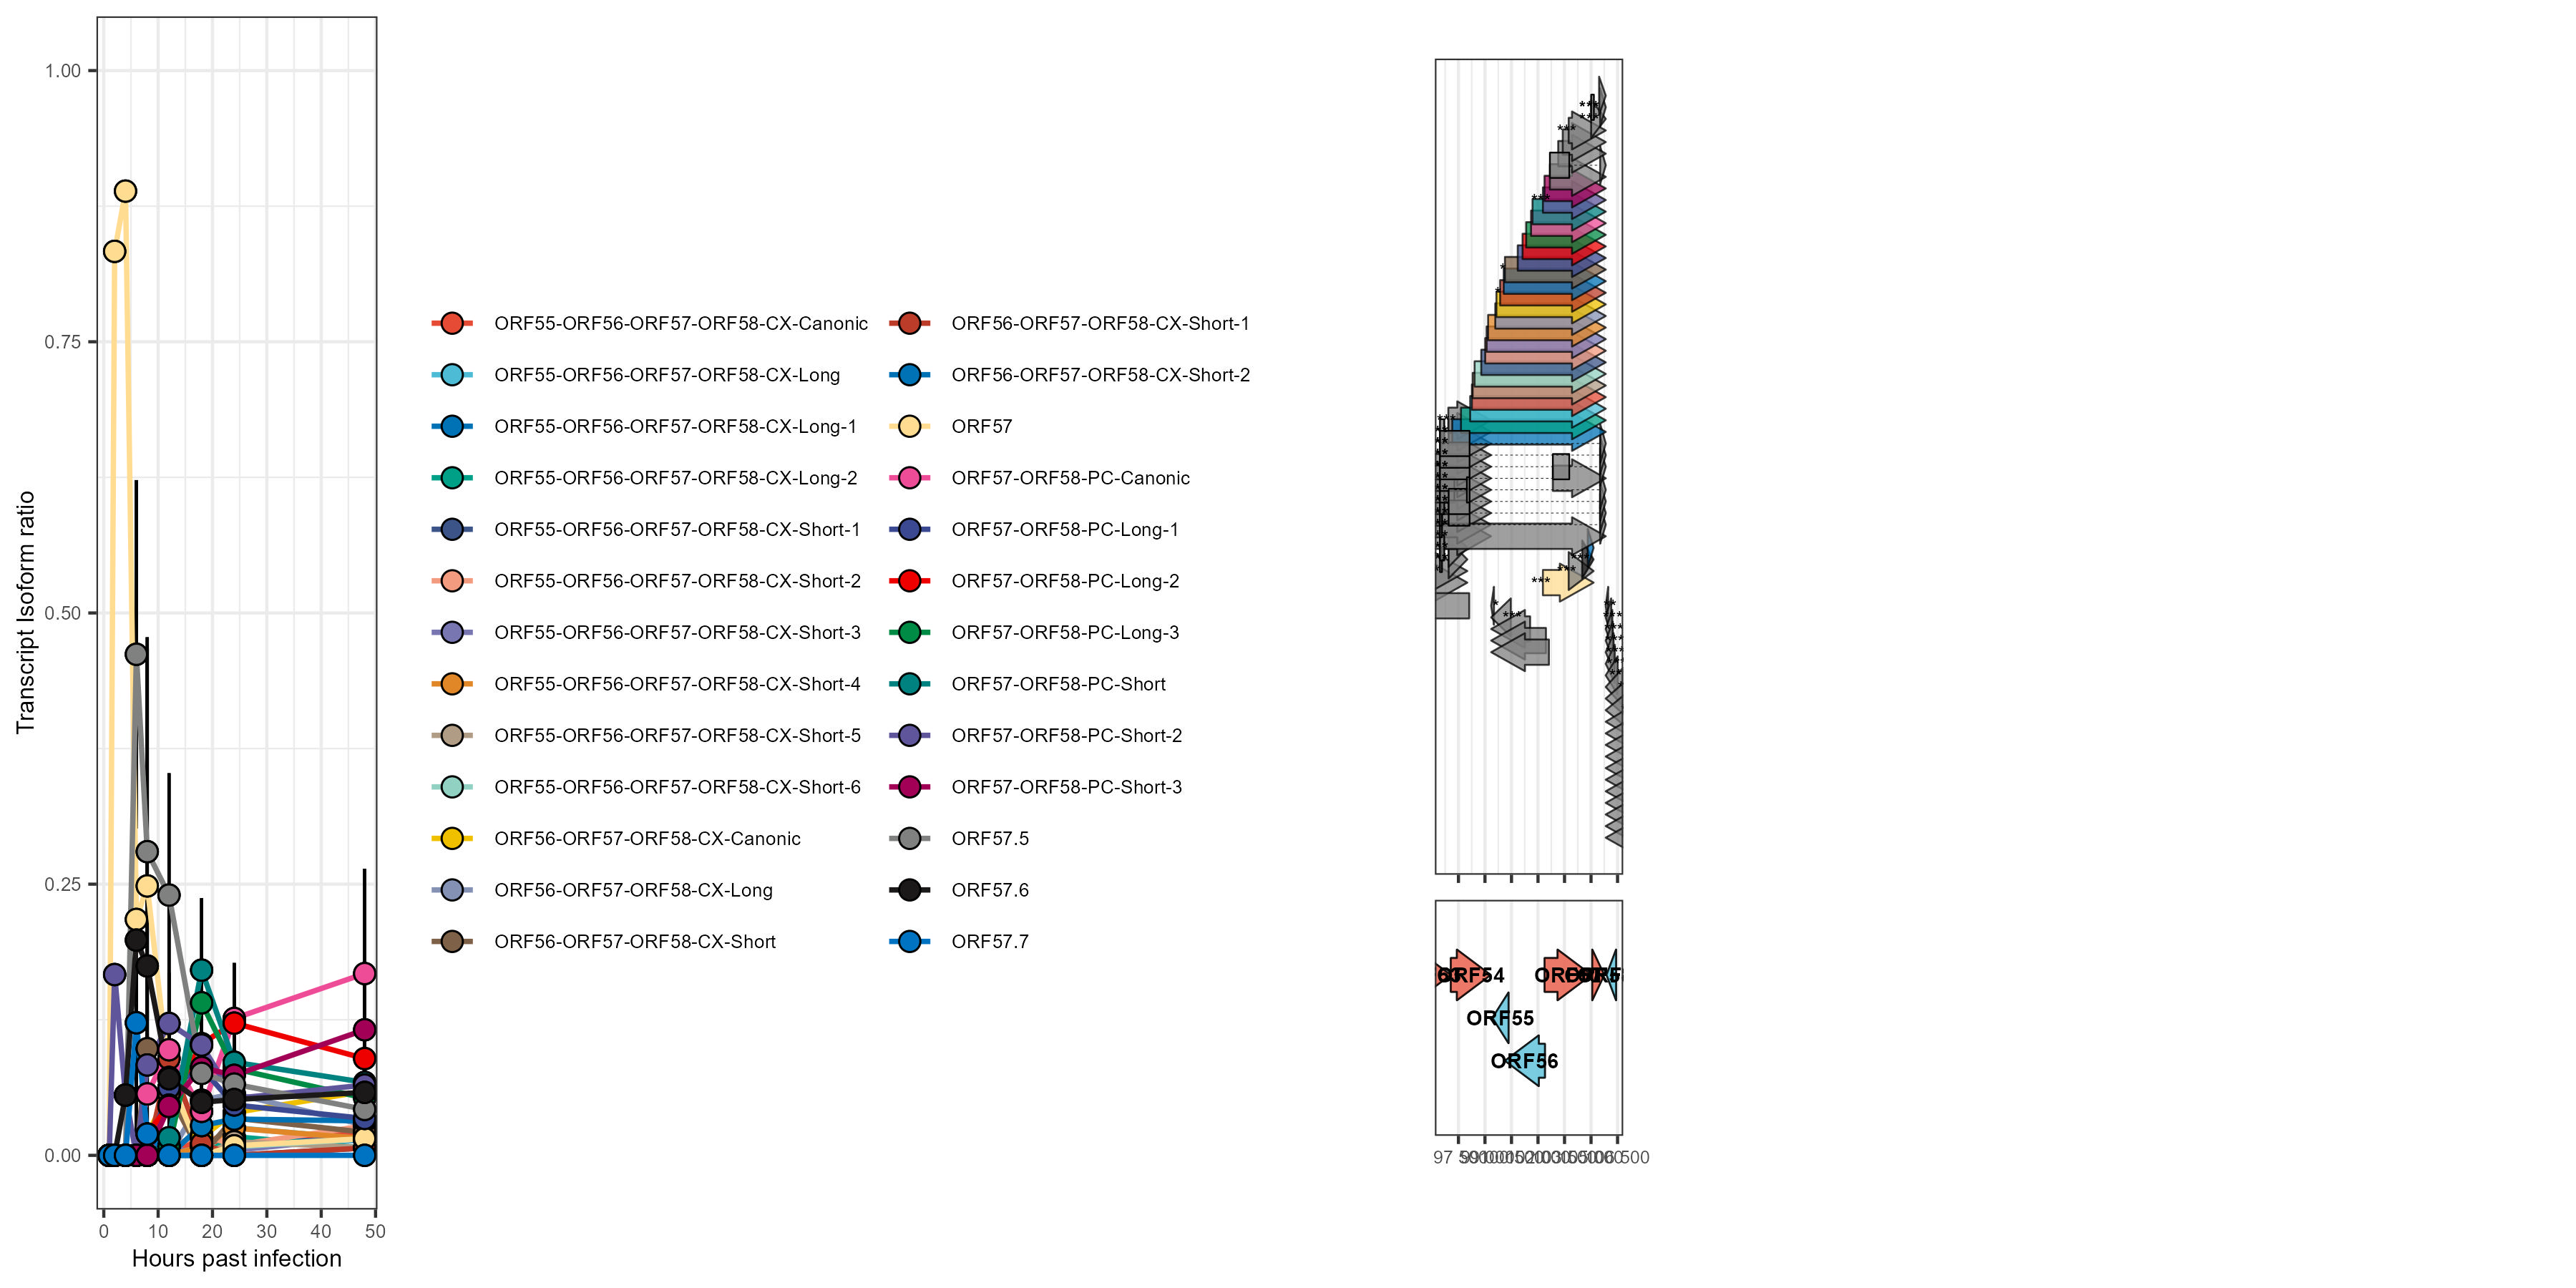 1.00
0.75
0.50
0.25
0.00
Transcript Isoform ratio
0 10 20 30 40 50
Hours past infection
ORF55-ORF56-ORF57-ORF58-CX-Canonic
ORF55-ORF56-ORF57-ORF58-CX-Long
ORF55-ORF56-ORF57-ORF58-CX-Long-1
ORF55-ORF56-ORF57-ORF58-CX-Long-2
ORF55-ORF56-ORF57-ORF58-CX-Short-1
ORF55-ORF56-ORF57-ORF58-CX-Short-2
ORF55-ORF56-ORF57-ORF58-CX-Short-3
ORF55-ORF56-ORF57-ORF58-CX-Short-4
ORF55-ORF56-ORF57-ORF58-CX-Short-5
ORF55-ORF56-ORF57-ORF58-CX-Short-6
ORF56-ORF57-ORF58-CX-Canonic
ORF56-ORF57-ORF58-CX-Long
ORF56-ORF57-ORF58-CX-Short
ORF56-ORF57-ORF58-CX-Short-1
ORF56-ORF57-ORF58-CX-Short-2
ORF57
ORF57-ORF58-PC-Canonic
ORF57-ORF58-PC-Long-1
ORF57-ORF58-PC-Long-2
ORF57-ORF58-PC-Long-3
ORF57-ORF58-PC-Short
ORF57-ORF58-PC-Short-2
ORF57-ORF58-PC-Short-3
ORF57.5
ORF57.6
ORF57.7
ORF54
ORF55
ORF56